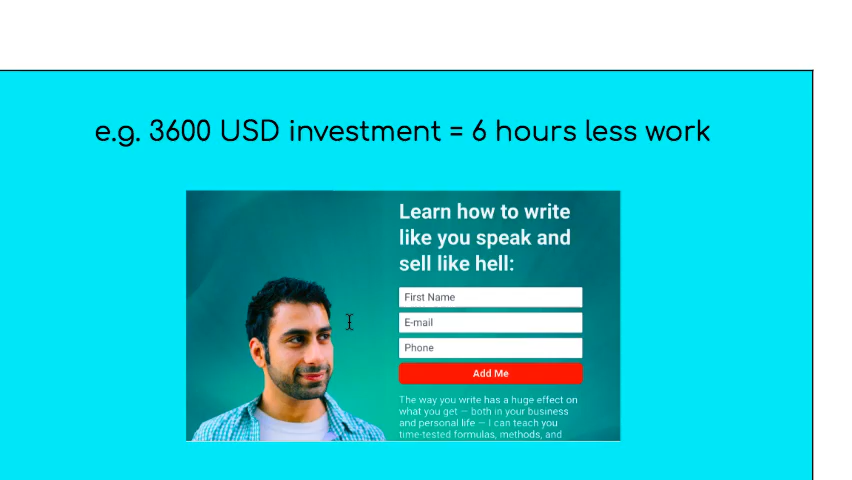 e.g. 3600 USD investment = 6 hours less work
Learn how to write
like you speak and
sell like hell:
First Name
E-mail
Phone
Add Me
The way you write has a huge effect on
what you get — both in your business
and personal life — I can teach you
time-tested formulas, methods, and